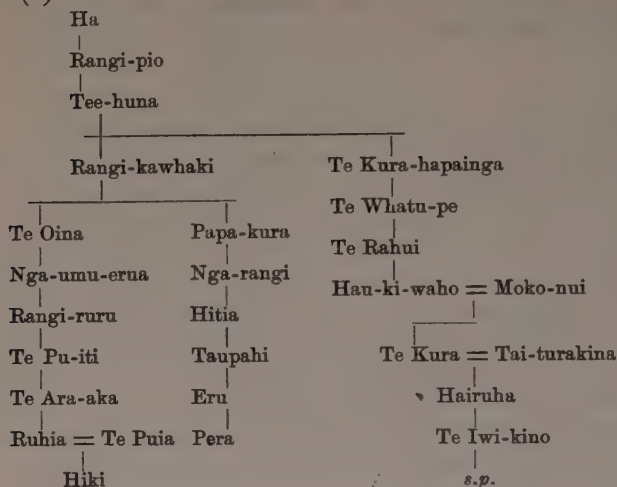 Ha
Rangi-pio
Tee-huna
Rangi-kawhaki Te Kura-hapainga
Te Whatu-pe
Te Oina Papa-kura
Te Rahui
Nga-umu-erua Nga-rangi
Hau-ki-waho = Moko-nui
Rangi-ruru Hitia
Te Pu-iti Taupahi Te Kura = Tai-turakina
Te Ara-aka Eru Hairuha
Ruhia = Te Puia Pera Te Iwi-kino
Hiki s.p.